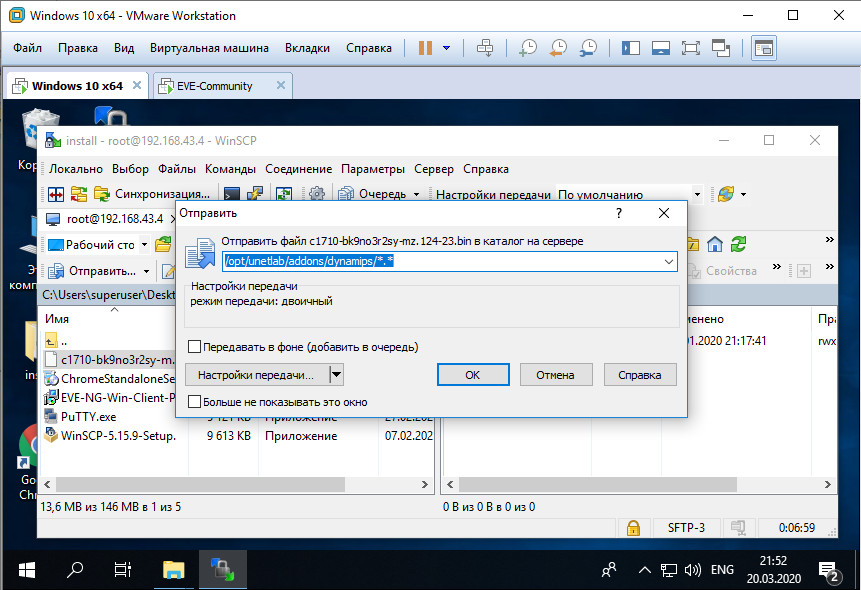 Windows 10 x64 - VMware Workstation
Файл Правка Вид Виртуальная машина Вкладки Справка
Windows 10 x64 EVE-Community
install - root@192.168.43.4 - WinSCP
Локально Выбор Файлы Команды Соединение Параметры Сервер Справка
Синхронизация... Очередь Настройки передачи По умолчанию
root@192.168.43.4
Рабочий сто
Отправить... Свойства
C:\Users\superuser\Deskt
Имя
..
c1710-bk9no3r2sy-mz.
ChromeStandaloneSe
EVE-NG-Win-Client-P
PuTTY.exe
WinSCP-5.15.9-Setup. 9 613 KB Приложение 07.02.202
Отправить
Отправить файл c1710-bk9no3r2sy-mz.124-23.bin в каталог на сервере
/opt/unetlab/addons/dynamips/*.*
Настройки передачи
режим передачи: двоичный
Передавать в фоне (добавить в очередь)
Настройки передачи... OK Отмена Справка
Больше не показывать это окно
менено Пра
01.2020 21:17:41 rwx
13,6 MB из 146 MB в 1 из 5 0 B из 0 B в 0 из 0
SFTP-3 0:06:59
Кор
Эт
комп
ins
Go
Chr
ENG 21:52
20.03.2020
2